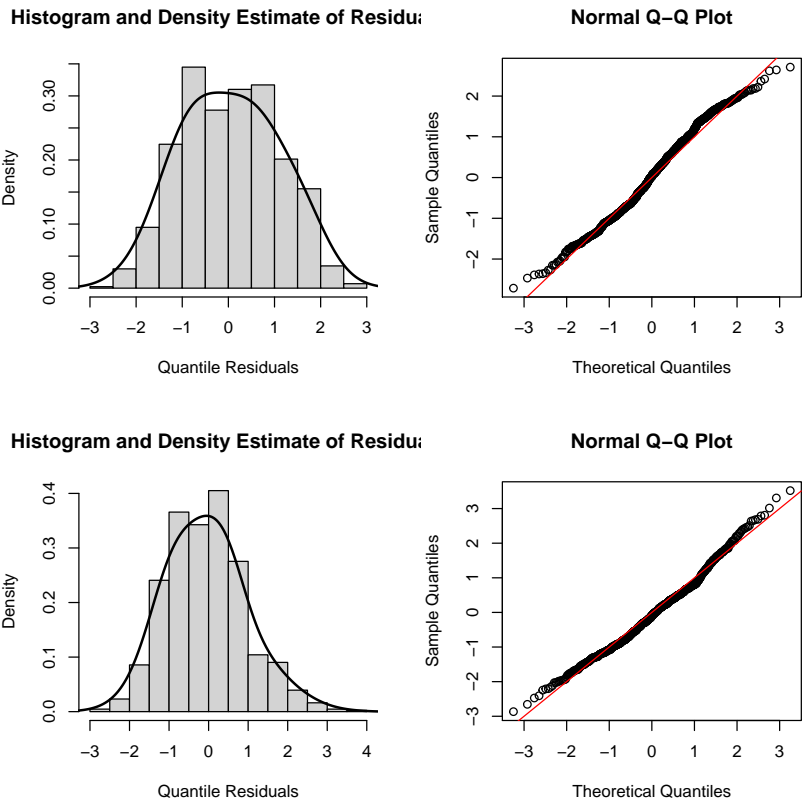 Histogram and Density Estimate of Residua
Density
0.00 0.10 0.20 0.30
−3 −2 −1 0 1 2 3
Quantile Residuals
Normal Q−Q Plot
Sample Quantiles
−2 −1 0 1 2
−3 −2 −1 0 1 2 3
Theoretical Quantiles
Histogram and Density Estimate of Residua
Density
0.0 0.1 0.2 0.3 0.4
−3 −2 −1 0 1 2 3 4
Quantile Residuals
Normal Q−Q Plot
Sample Quantiles
−3 −2 −1 0 1 2 3
−3 −2 −1 0 1 2 3
Theoretical Quantiles